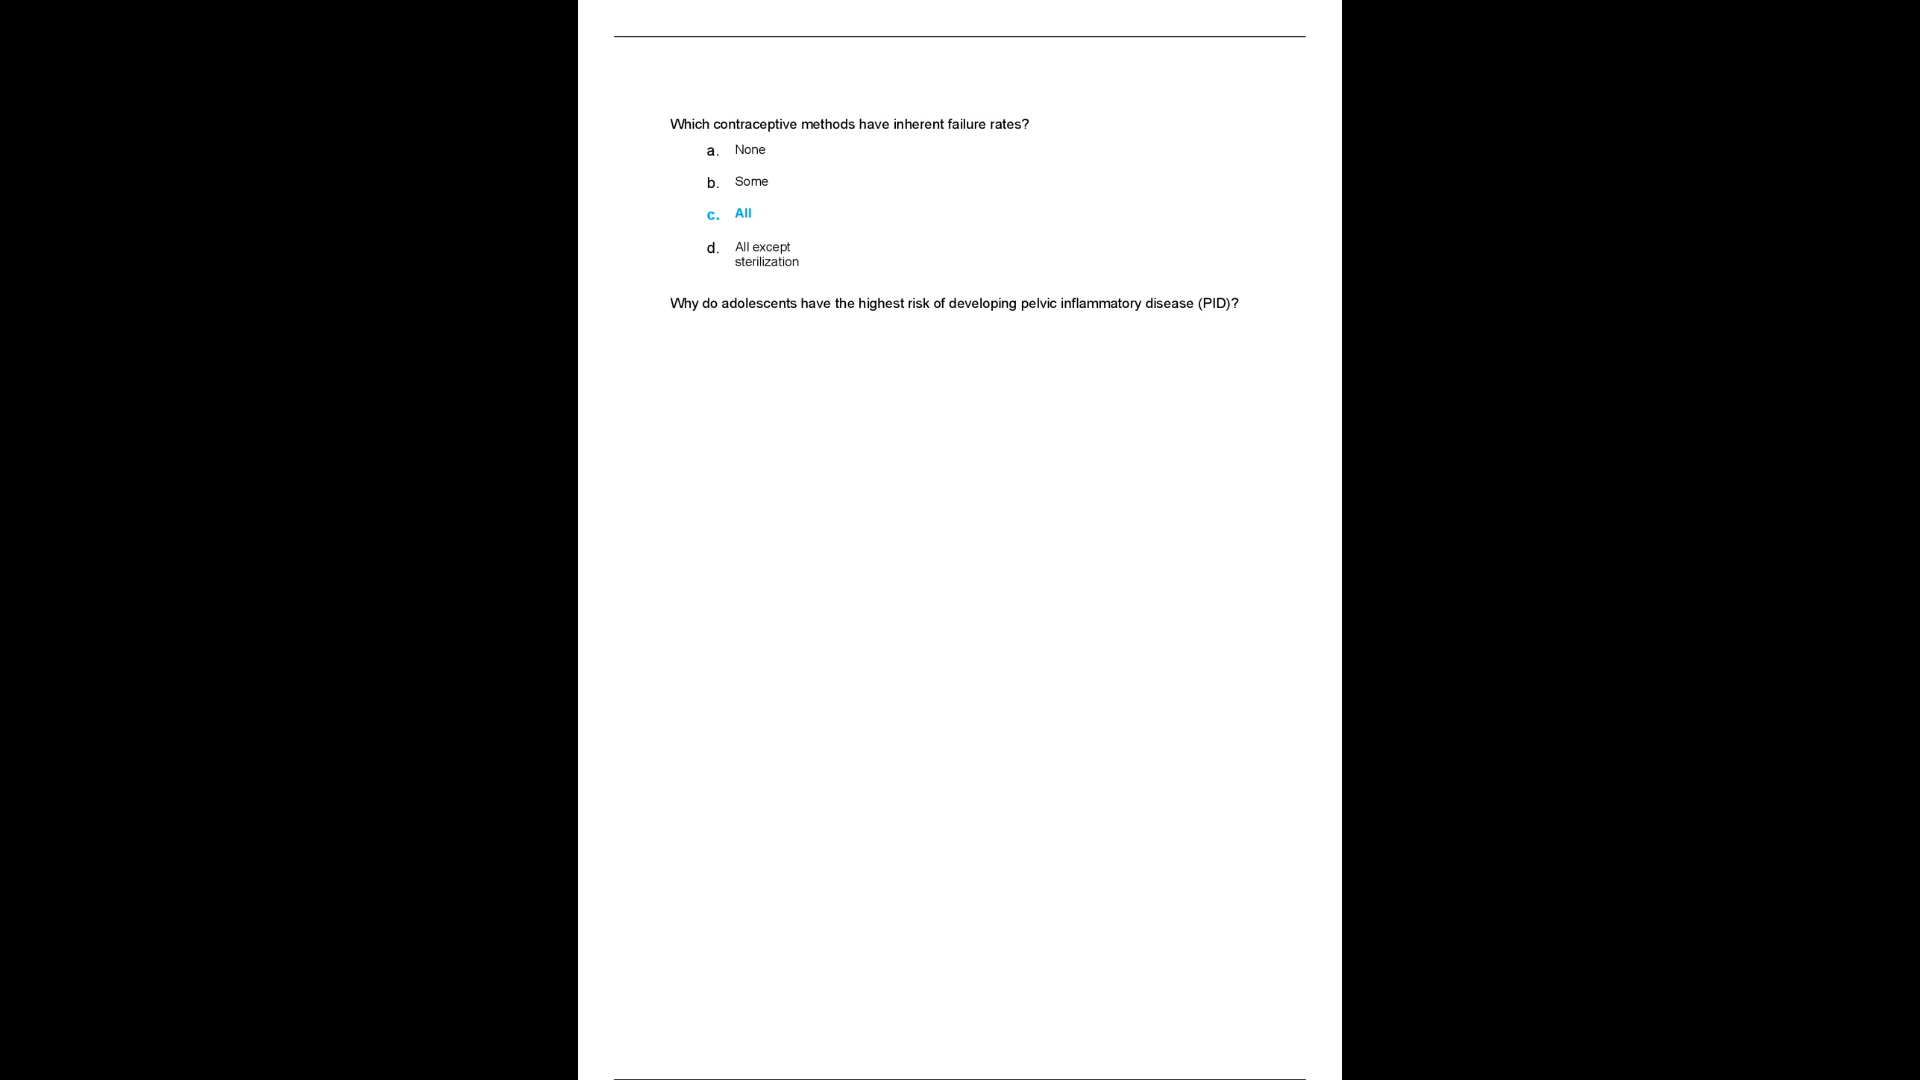 Which contraceptive methods have inherent failure rates?
a. None
b. Some
c. All
d. All except
sterilization
Why do adolescents have the highest risk of developing pelvic inflammatory disease (PID)?